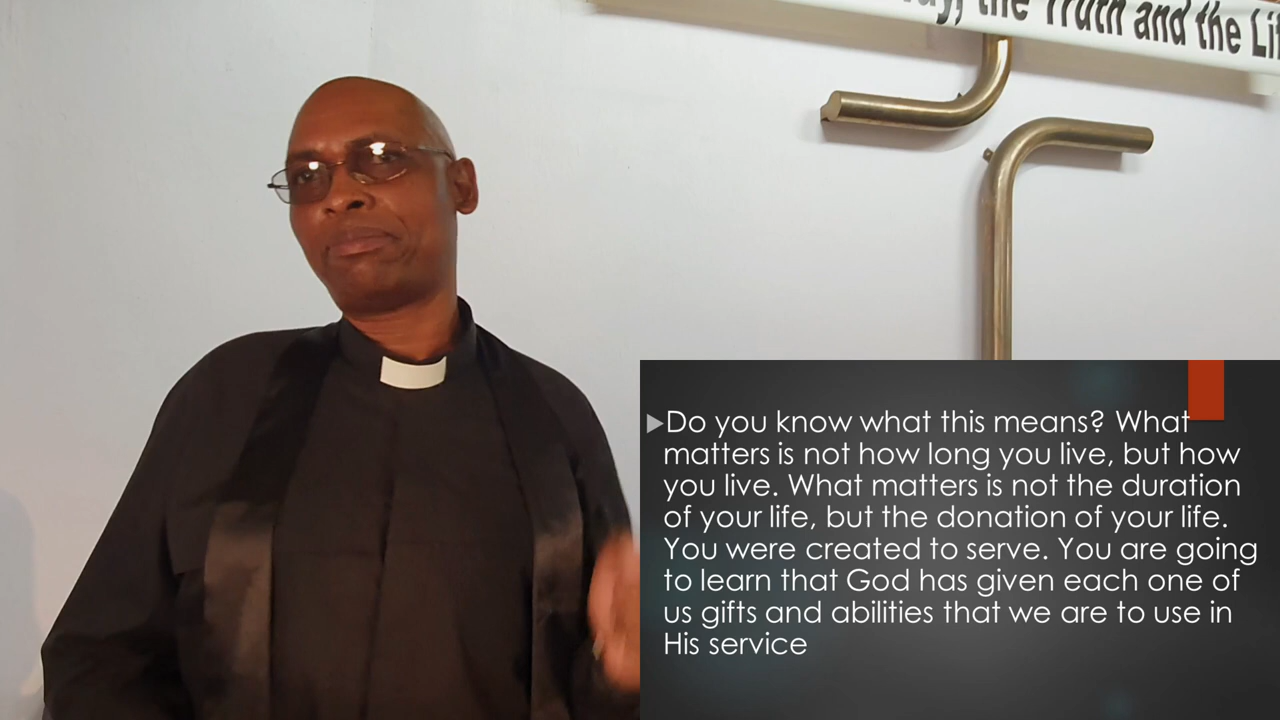 the Truth and the
Do you know what this means? What
matters is not how long you live, but how
you live. What matters is not the duration
of your life, but the donation of your life.
You were created to serve. You are going
to learn that God has given each one of
us gifts and abilities that we are to use in
His service